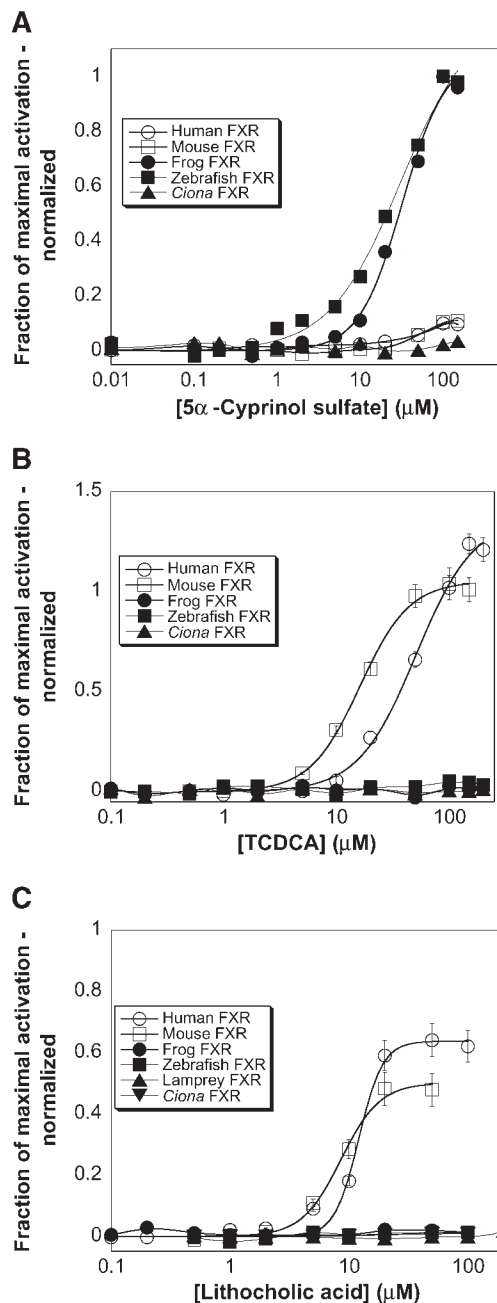 A
Fraction of maximal activation -
normalized
1
0.8
0.6
0.4
0.2
0
Human FXR
Mouse FXR
Frog FXR
Zebrafish FXR
Ciona FXR
0.01
0.1
1
10
100
[5α -Cyprinol sulfate] (μM)
B
Fraction of maximal activation -
normalized
1.5
1
0.5
0
Human FXR
Mouse FXR
Frog FXR
Zebrafish FXR
Ciona FXR
0.1
1
10
100
[TCDCA] (μM)
C
Fraction of maximal activation -
normalized
1
0.8
0.6
0.4
0.2
0
Human FXR
Mouse FXR
Frog FXR
Zebrafish FXR
Lamprey FXR
Ciona FXR
0.1
1
10
100
[Lithocholic acid] (μM)